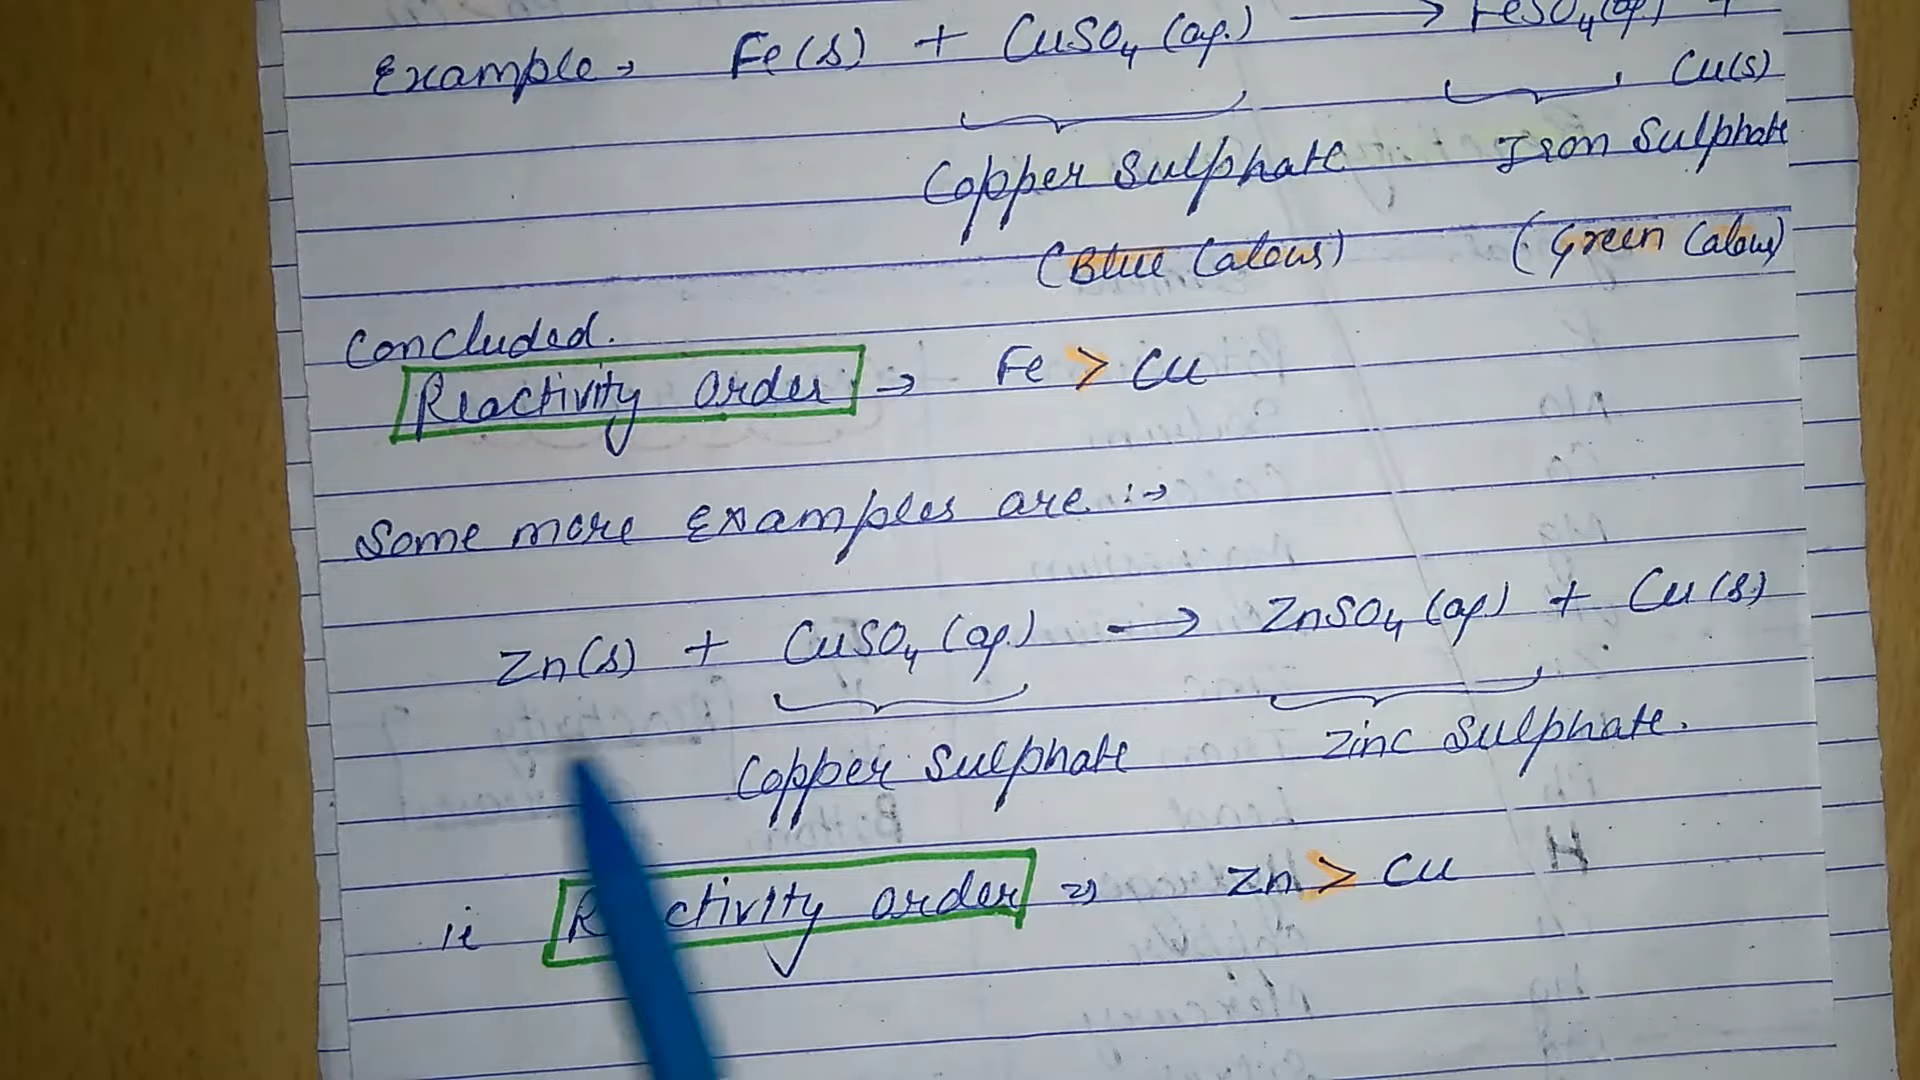 Example → Fe(s) + CuSO₄ (aq.) → FeSO₄(aq.) +
Cu(s)
Copper Sulphate Iron Sulphate
(Blue Colour) (Green Colour)
Concluded.
Reactivity order → Fe > Cu
Some more Examples are :→
Zn(s) + CuSO₄ (aq.) → ZnSO₄ (aq.) + Cu(s)
Copper Sulphate Zinc Sulphate.
ie Reactivity order ⇒ Zn > Cu